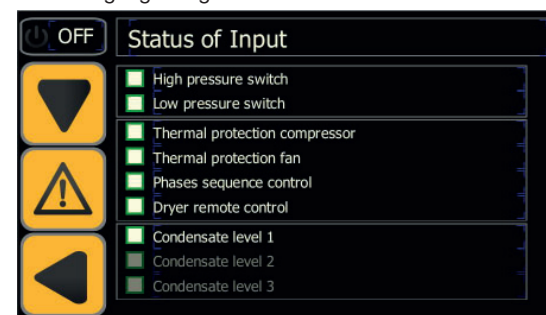 OFF
Status of Input
High pressure switch
Low pressure switch
Thermal protection compressor
Thermal protection fan
Phases sequence control
Dryer remote control
Condensate level 1
Condensate level 2
Condensate level 3